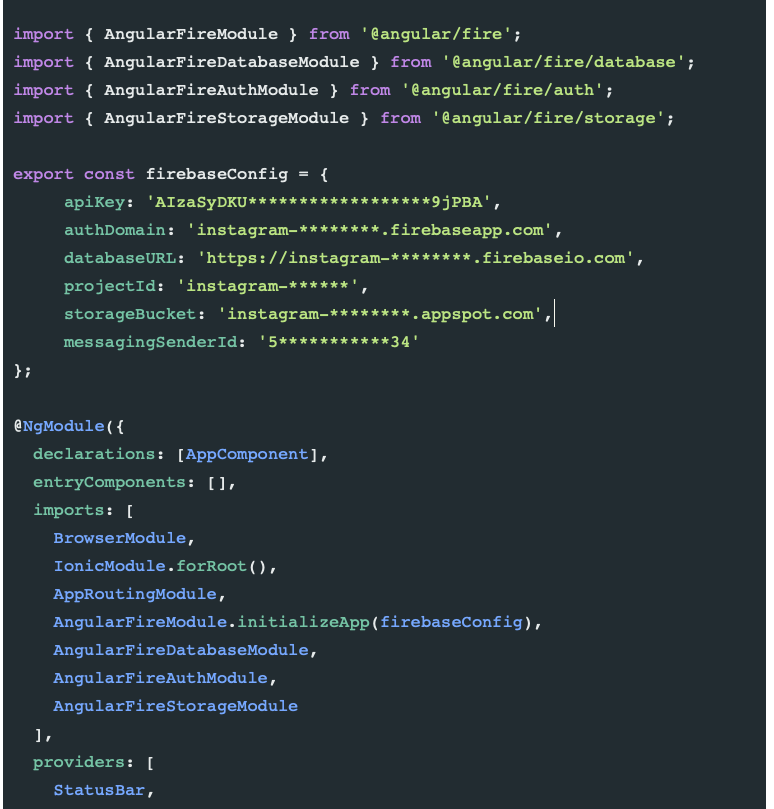 import { AngularFireModule } from '@angular/fire';
import { AngularFireDatabaseModule } from '@angular/fire/database';
import { AngularFireAuthModule } from '@angular/fire/auth';
import { AngularFireStorageModule } from '@angular/fire/storage';
export const firebaseConfig = {
apiKey: 'AIzaSyDKU******************9jPBA',
authDomain: 'instagram-********.firebaseapp.com',
databaseURL: 'https://instagram-********.firebaseio.com',
projectId: 'instagram-******',
storageBucket: 'instagram-********.appspot.com',
messagingSenderId: '5***********34'
};
@NgModule({
declarations: [AppComponent],
entryComponents: [],
imports: [
BrowserModule,
IonicModule.forRoot(),
AppRoutingModule,
AngularFireModule.initializeApp(firebaseConfig),
AngularFireDatabaseModule,
AngularFireAuthModule,
AngularFireStorageModule
],
providers: [
StatusBar,